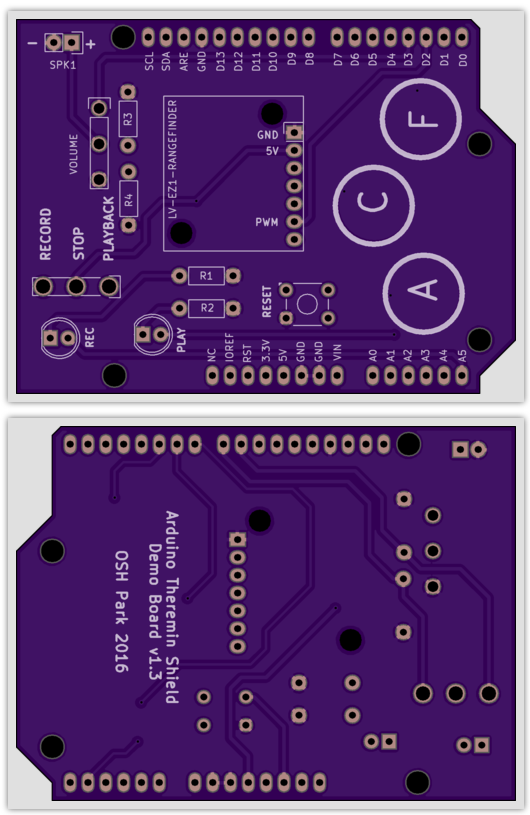 - +
SPK1
SCL SDA ARE GND D13 D12 D11 D10 D9 D8 D7 D6 D5 D4 D3 D2 D1 D0
VOLUME
R3
R4
LV-EZ1-RANGEFINDER
GND
5V
PWM
F
C
A
RECORD
STOP
PLAYBACK
R1
R2
RESET
REC
PLAY
NC IOREF RST 3.3V 5V GND GND VIN A0 A1 A2 A3 A4 A5
Arduino Theremin Shield
Demo Board v1.3
OSH Park 2016